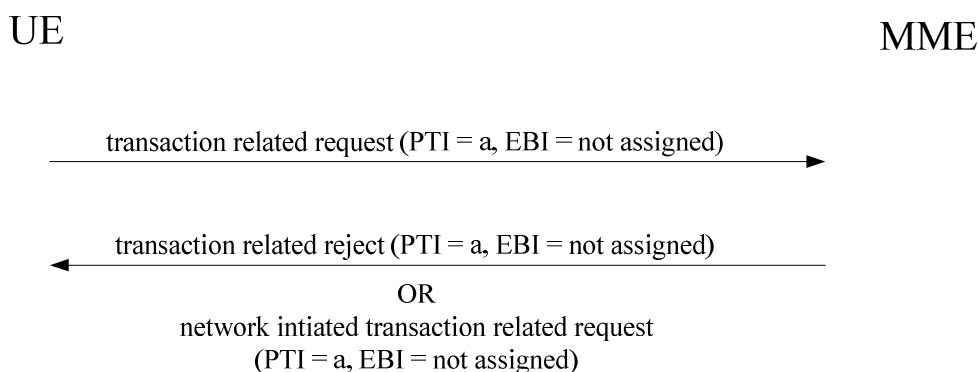 UE
MME
transaction related request (PTI = a, EBI = not assigned)
transaction related reject (PTI = a, EBI = not assigned)
OR
network intiated transaction related request
(PTI = a, EBI = not assigned)